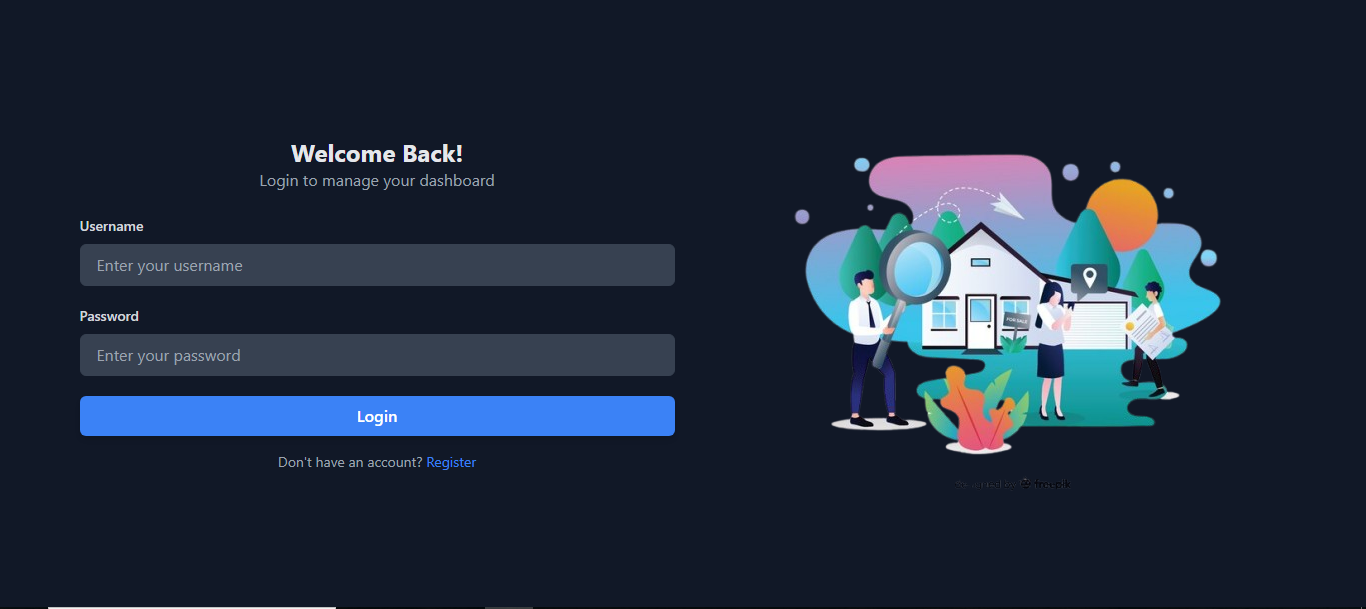 Welcome Back!
Login to manage your dashboard
Username
Enter your username
Password
Enter your password
Login
Don't have an account? Register
FOR SALE
freepik